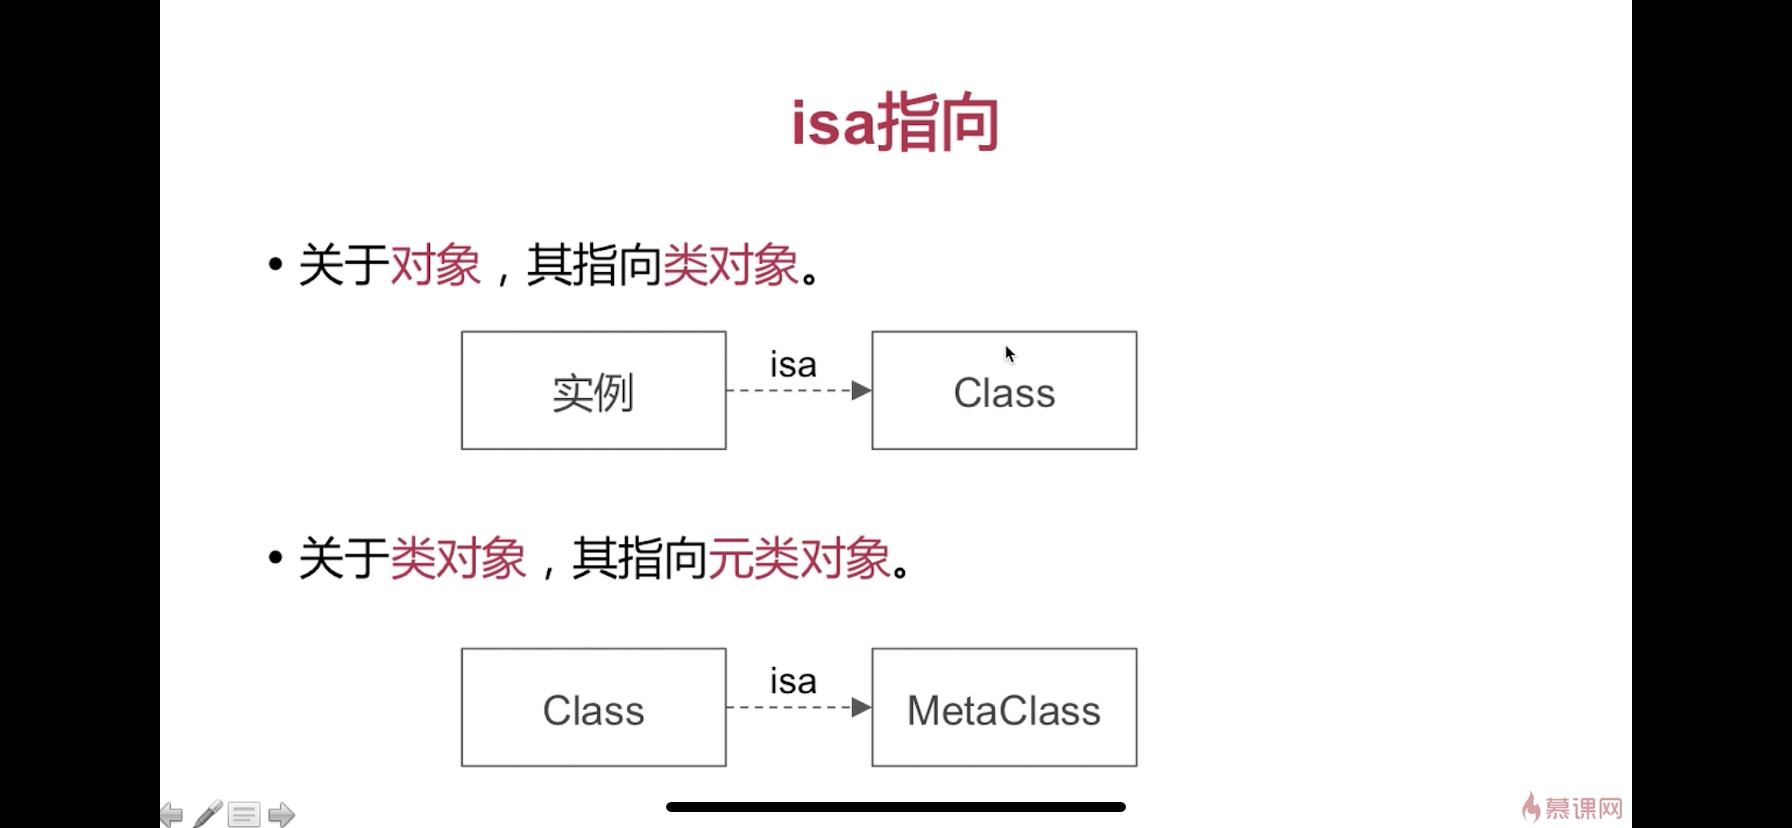 isa指向
• 关于对象，其指向类对象。
isa
实例
Class
• 关于类对象，其指向元类对象。
isa
Class
MetaClass
慕课网